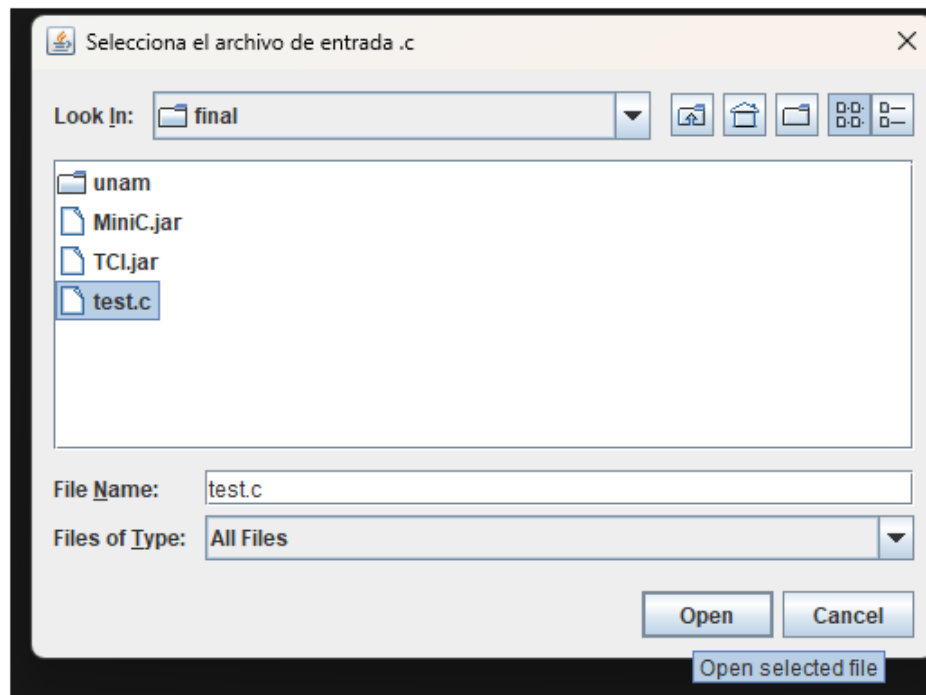 Selecciona el archivo de entrada .c
Look In: final
unam
MiniC.jar
TCI.jar
test.c
File Name: test.c
Files of Type: All Files
Open Cancel
Open selected file